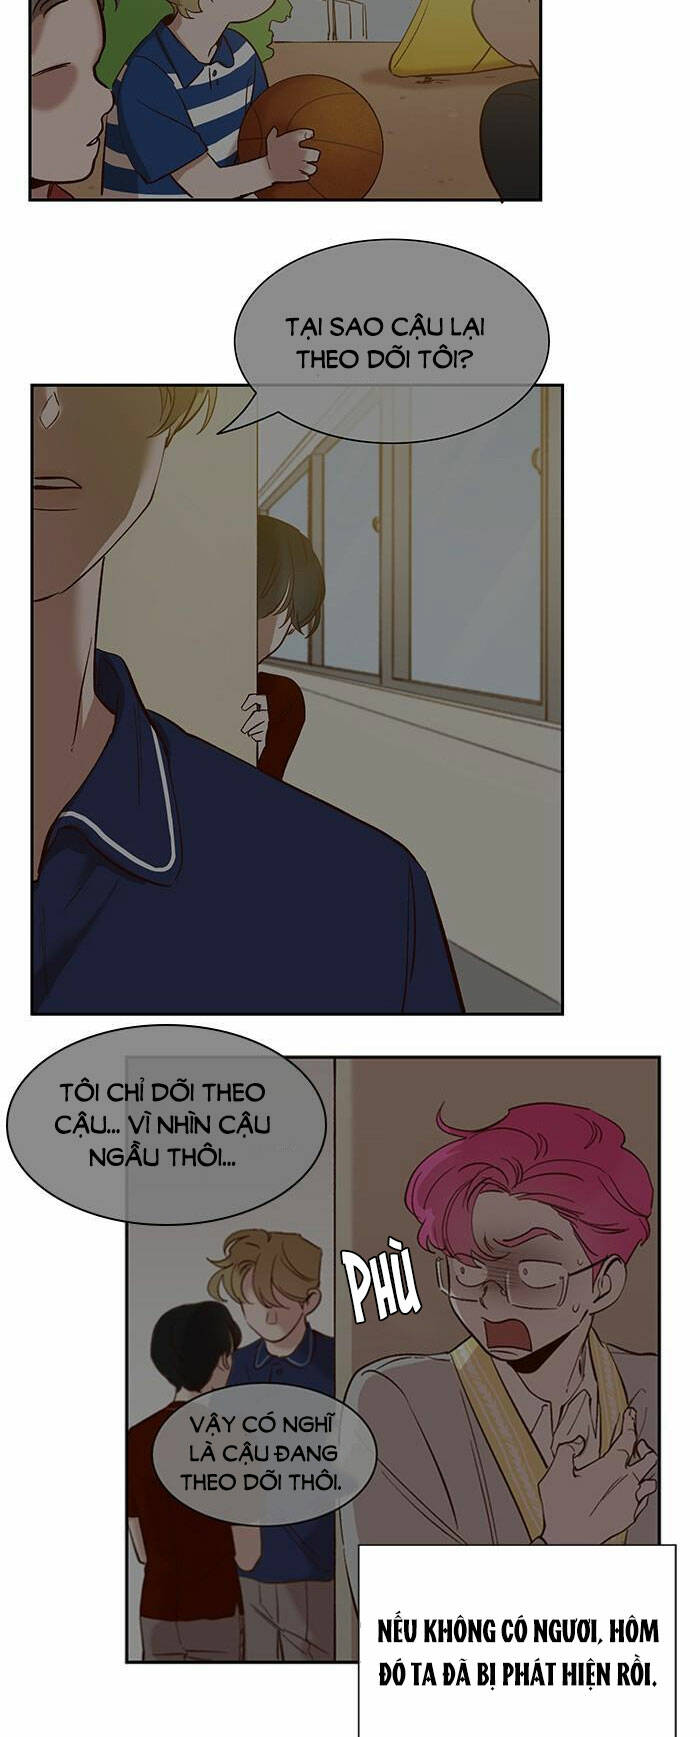 TẠI SAO CẬU LẠI
THEO DÕI TÔI?
TÔI CHỈ DÕI THEO
CẬU... VÌ NHÌN CẬU
NGẦU THÔI...
PHÙ
VẬY CÓ NGHĨ
LÀ CẬU ĐANG
THEO DÕI THÔI.
NẾU KHÔNG CÓ NGƯƠI, HÔM
ĐÓ TA ĐÃ BỊ PHÁT HIỆN RỒI.